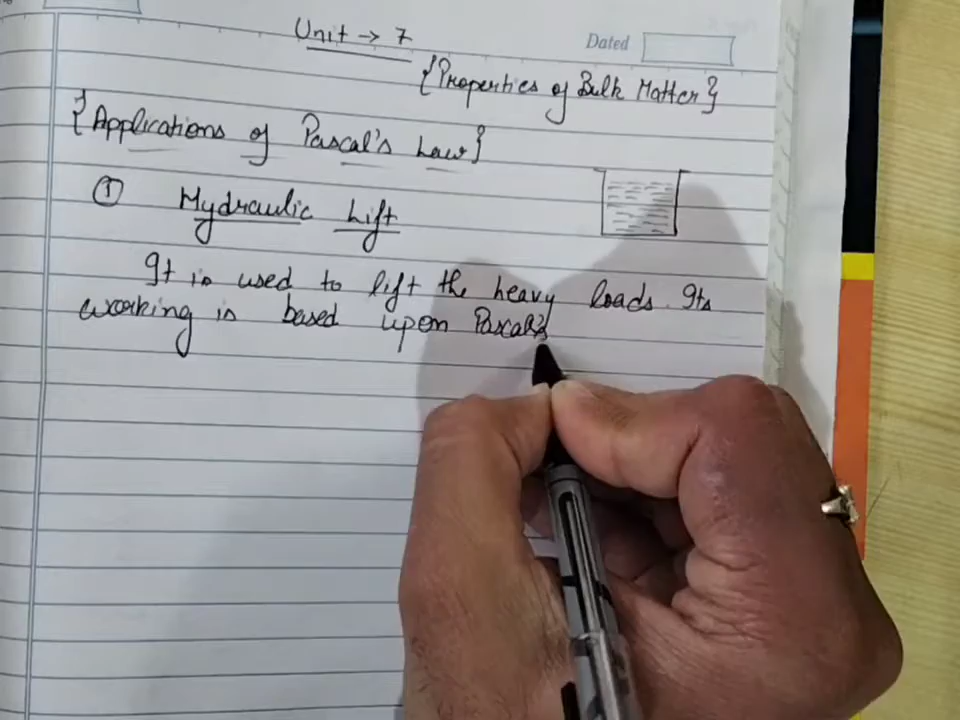 Unit → 7
Dated
{Properties of Bulk Matter}
{Applications of Pascal's Law}
① Hydraulic Lift
It is used to lift the heavy loads. Its
working is based upon Pascal's